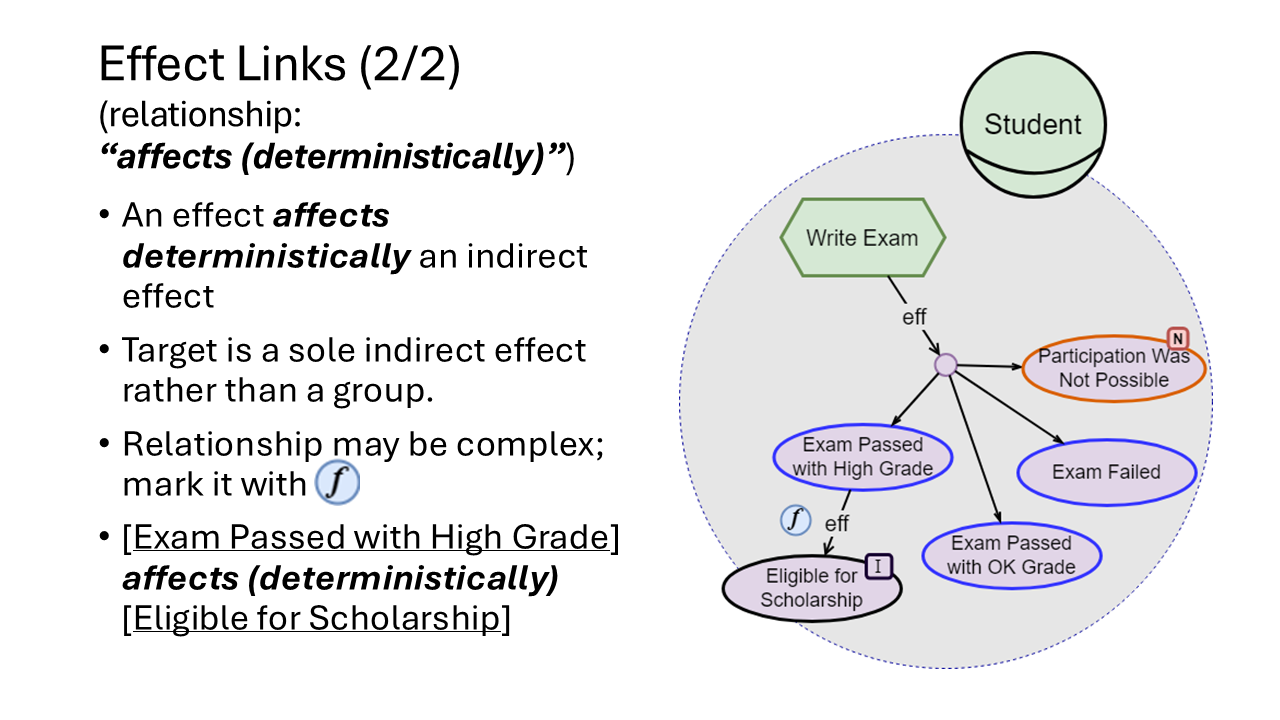 Effect Links (2/2)
(relationship:
“affects (deterministically)”)
• An effect affects
deterministically an indirect
effect
• Target is a sole indirect effect
rather than a group.
• Relationship may be complex;
mark it with f
• [Exam Passed with High Grade]
affects (deterministically)
[Eligible for Scholarship]
Student
Write Exam
eff
N
Participation Was
Not Possible
Exam Passed
with High Grade
Exam Failed
f eff
Exam Passed
with OK Grade
I
Eligible for
Scholarship